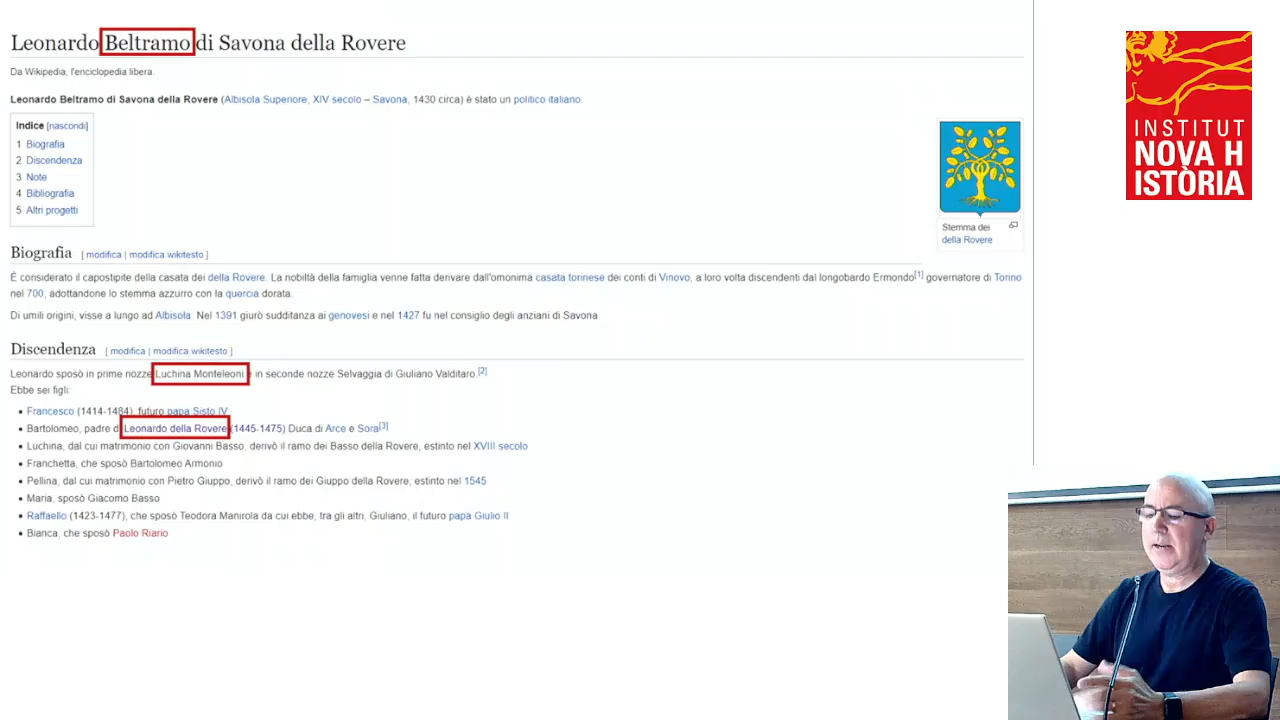 Leonardo Beltramo di Savona della Rovere
Da Wikipedia, l'enciclopedia libera.
Leonardo Beltramo di Savona della Rovere (Albisola Superiore, XIV secolo – Savona, 1430 circa) è stato un politico italiano.
Indice [nascondi]
1 Biografia
2 Discendenza
3 Note
4 Bibliografia
5 Altri progetti
Stemma dei
della Rovere
Biografia [ modifica | modifica wikitesto ]
È considerato il capostipite della casata dei della Rovere. La nobiltà della famiglia venne fatta derivare dall'omonima casata torinese dei conti di Vinovo, a loro volta discendenti dal longobardo Ermondo[1] governatore di Torino
nel 700, adottandone lo stemma azzurro con la quercia dorata.
Di umili origini, visse a lungo ad Albisola. Nel 1391 giurò sudditanza ai genovesi e nel 1427 fu nel consiglio degli anziani di Savona.
Discendenza [ modifica | modifica wikitesto ]
Leonardo sposò in prime nozze Luchina Monteleoni e in seconde nozze Selvaggia di Giuliano Valditaro.[2]
Ebbe sei figli:
• Francesco (1414-1484), futuro papa Sisto IV
• Bartolomeo, padre di Leonardo della Rovere (1445-1475) Duca di Arce e Sora[3]
• Luchina, dal cui matrimonio con Giovanni Basso, derivò il ramo dei Basso della Rovere, estinto nel XVIII secolo
• Franchetta, che sposò Bartolomeo Armonio
• Pellina, dal cui matrimonio con Pietro Giuppo, derivò il ramo dei Giuppo della Rovere, estinto nel 1545
• Maria, sposò Giacomo Basso
• Raffaello (1423-1477), che sposò Teodora Manirola da cui ebbe, tra gli altri, Giuliano, il futuro papa Giulio II
• Bianca, che sposò Paolo Riario
INSTITUT
NOVA H
ISTÒRIA